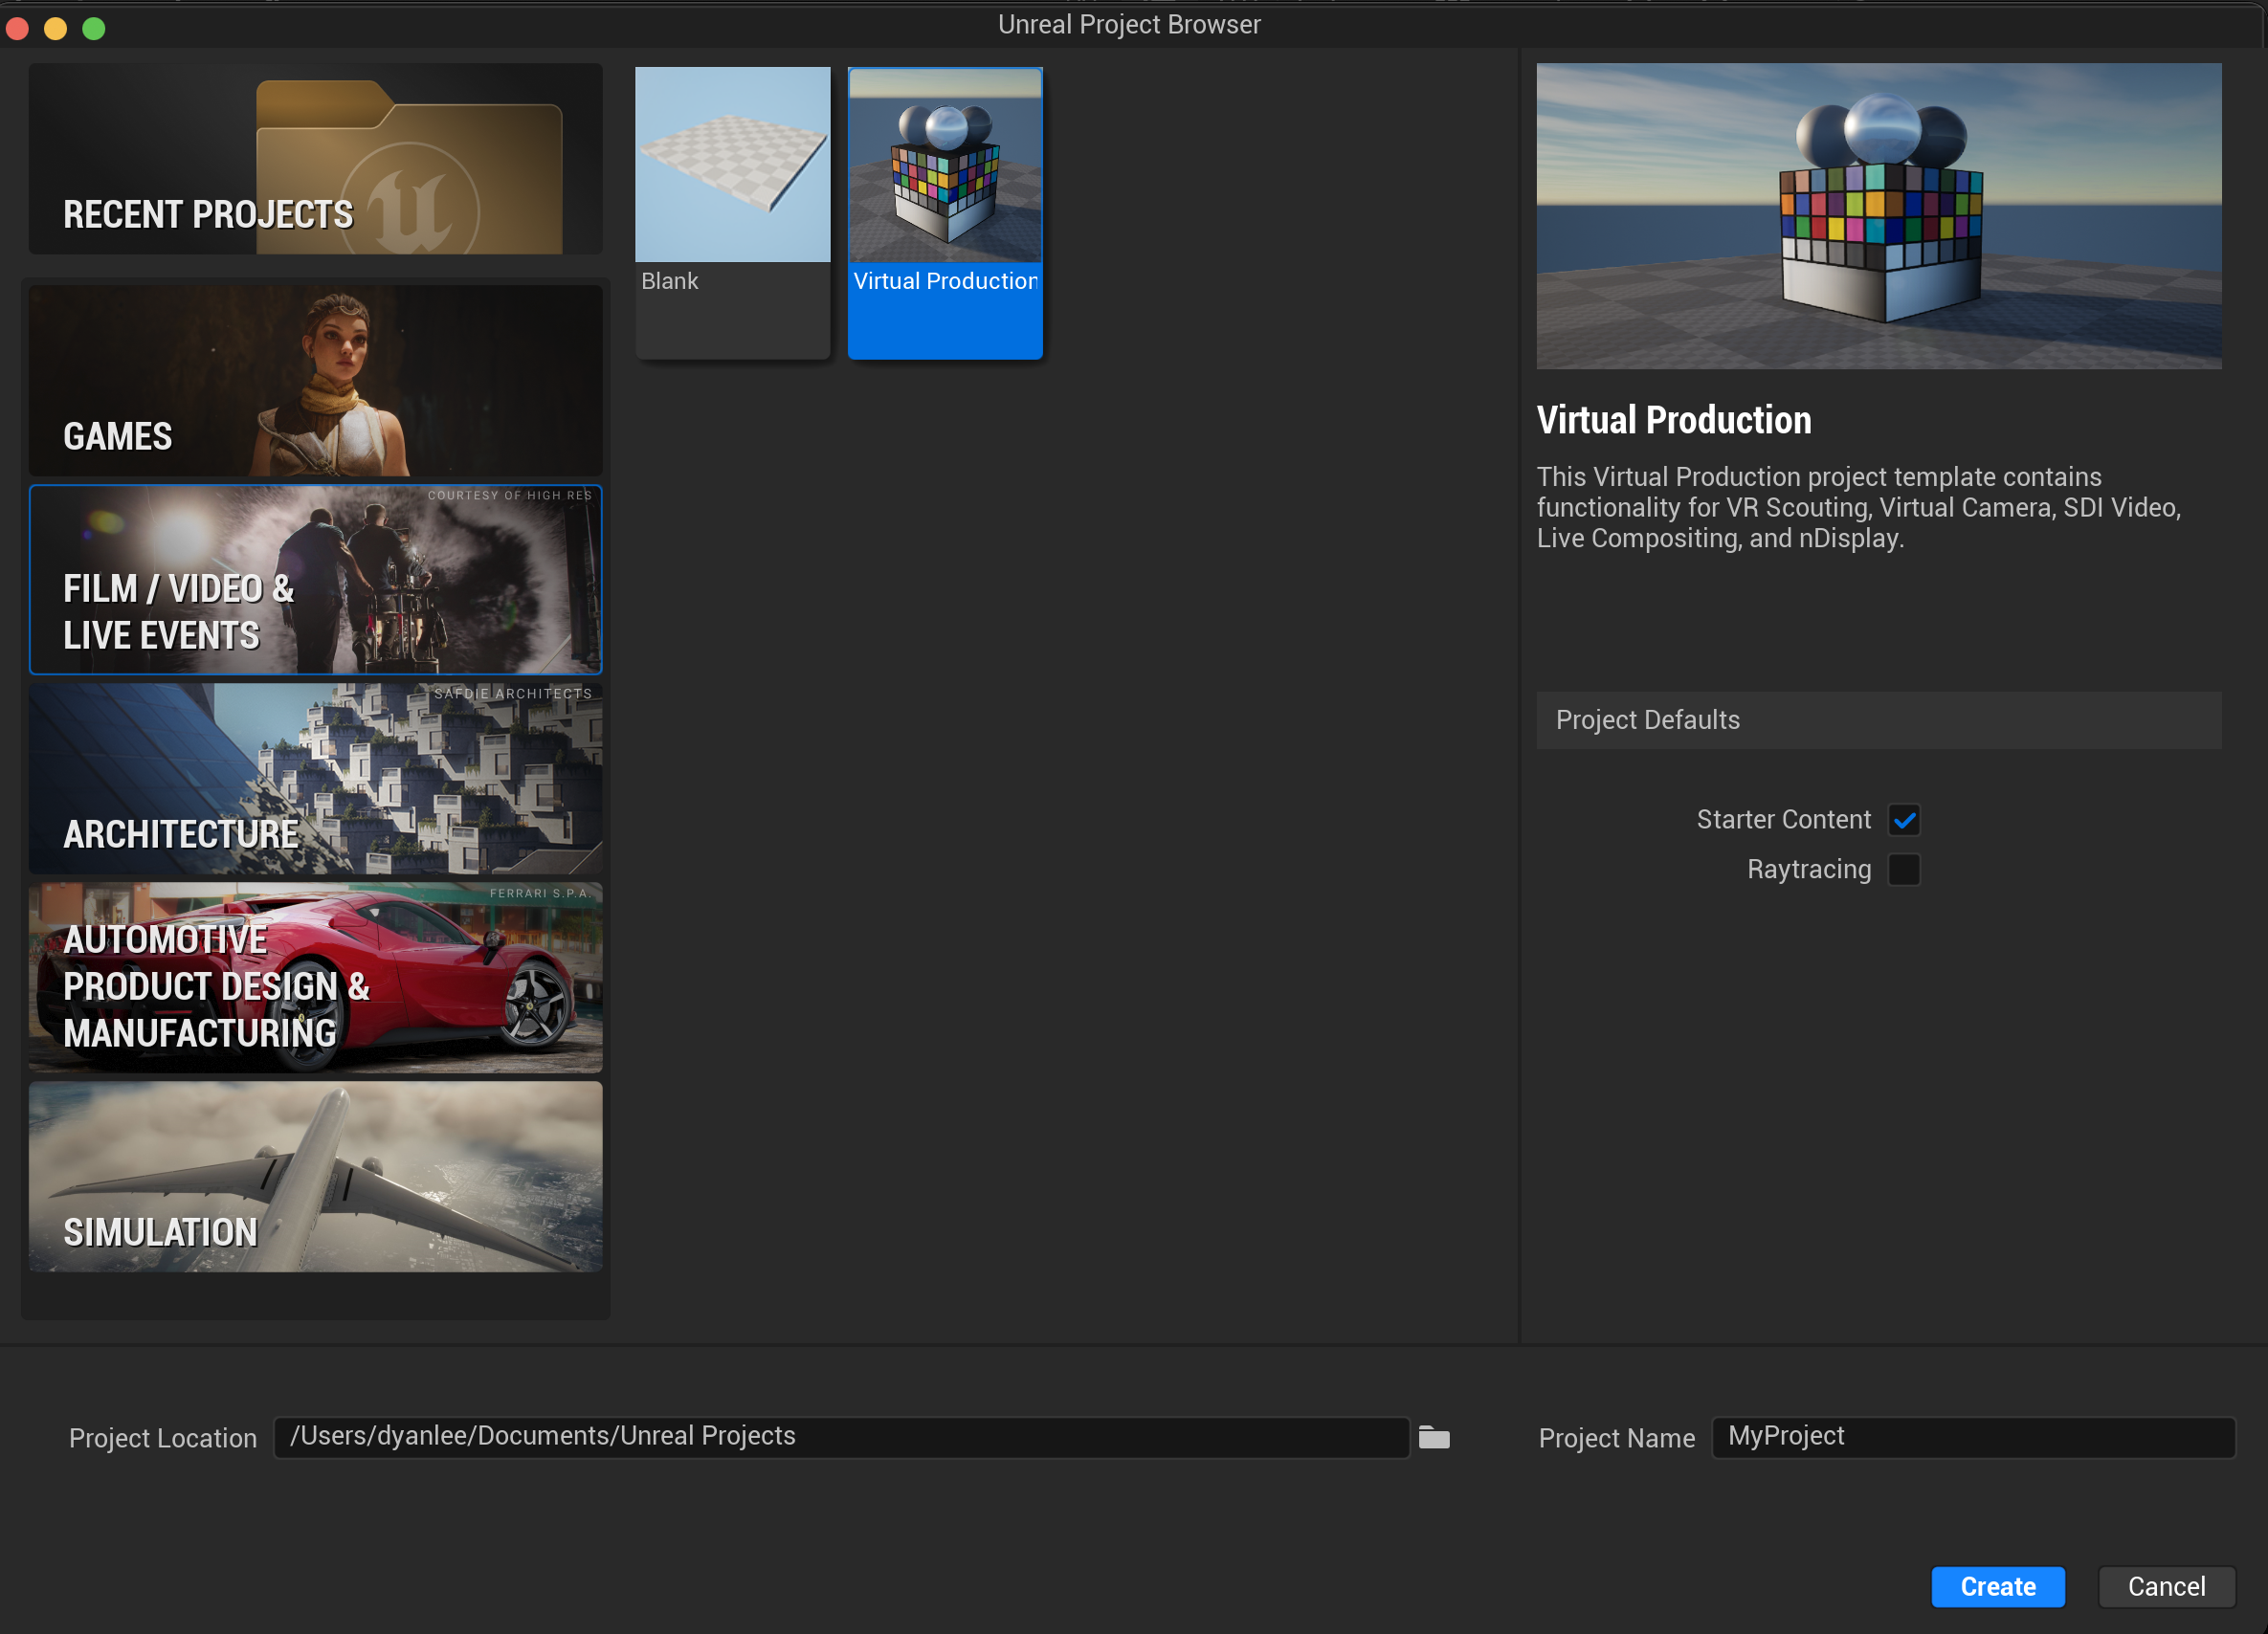 Unreal Project Browser
RECENT PROJECTS
GAMES
COURTESY OF HIGH RES
FILM / VIDEO &
LIVE EVENTS
SAFDIE ARCHITECTS
ARCHITECTURE
FERRARI S.P.A.
AUTOMOTIVE
PRODUCT DESIGN &
MANUFACTURING
SIMULATION
Blank
Virtual Production
Virtual Production
This Virtual Production project template contains
functionality for VR Scouting, Virtual Camera, SDI Video,
Live Compositing, and nDisplay.
Project Defaults
Starter Content
Raytracing
Project Location
/Users/dyanlee/Documents/Unreal Projects
Project Name
MyProject
Create
Cancel